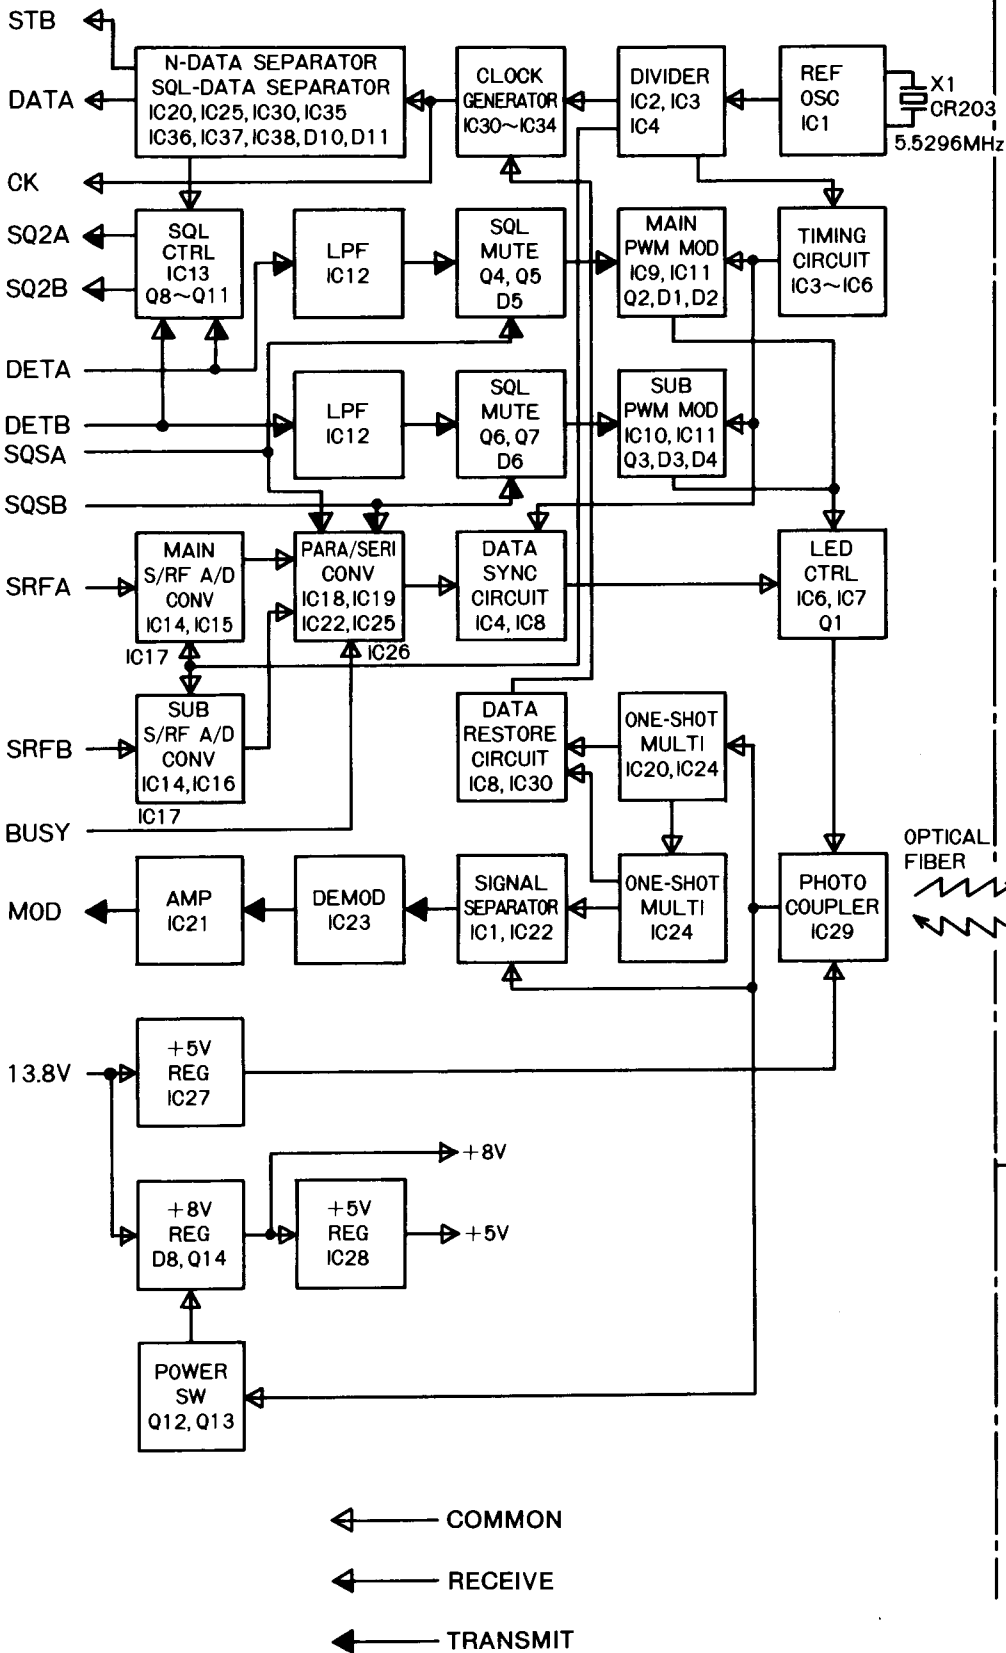 STB
N-DATA SEPARATOR
SQL-DATA SEPARATOR
IC20, IC25, IC30, IC35
IC36, IC37, IC38, D10, D11
CLOCK
GENERATOR
IC30~IC34
DIVIDER
IC2, IC3
IC4
REF
OSC
IC1
X1
CR203
5.5296MHz
DATA
CK
SQ2A
SQ2B
SQL
CTRL
IC13
Q8~Q11
LPF
IC12
SQL
MUTE
Q4, Q5
D5
MAIN
PWM MOD
IC9, IC11
Q2, D1, D2
TIMING
CIRCUIT
IC3~IC6
DETA
DETB
SQSA
SQSB
LPF
IC12
SQL
MUTE
Q6, Q7
D6
SUB
PWM MOD
IC10, IC11
Q3, D3, D4
SRFA
MAIN
S/RF A/D
CONV
IC14, IC15
IC17
PARA/SERI
CONV
IC18, IC19
IC22, IC25
IC26
DATA
SYNC
CIRCUIT
IC4, IC8
LED
CTRL
IC6, IC7
Q1
SRFB
SUB
S/RF A/D
CONV
IC14, IC16
IC17
DATA
RESTORE
CIRCUIT
IC8, IC30
ONE-SHOT
MULTI
IC20, IC24
BUSY
MOD
AMP
IC21
DEMOD
IC23
SIGNAL
SEPARATOR
IC1, IC22
ONE-SHOT
MULTI
IC24
PHOTO
COUPLER
IC29
OPTICAL
FIBER
13.8V
+5V
REG
IC27
+8V
+8V
REG
D8, Q14
+5V
REG
IC28
+5V
POWER
SW
Q12, Q13
COMMON
RECEIVE
TRANSMIT